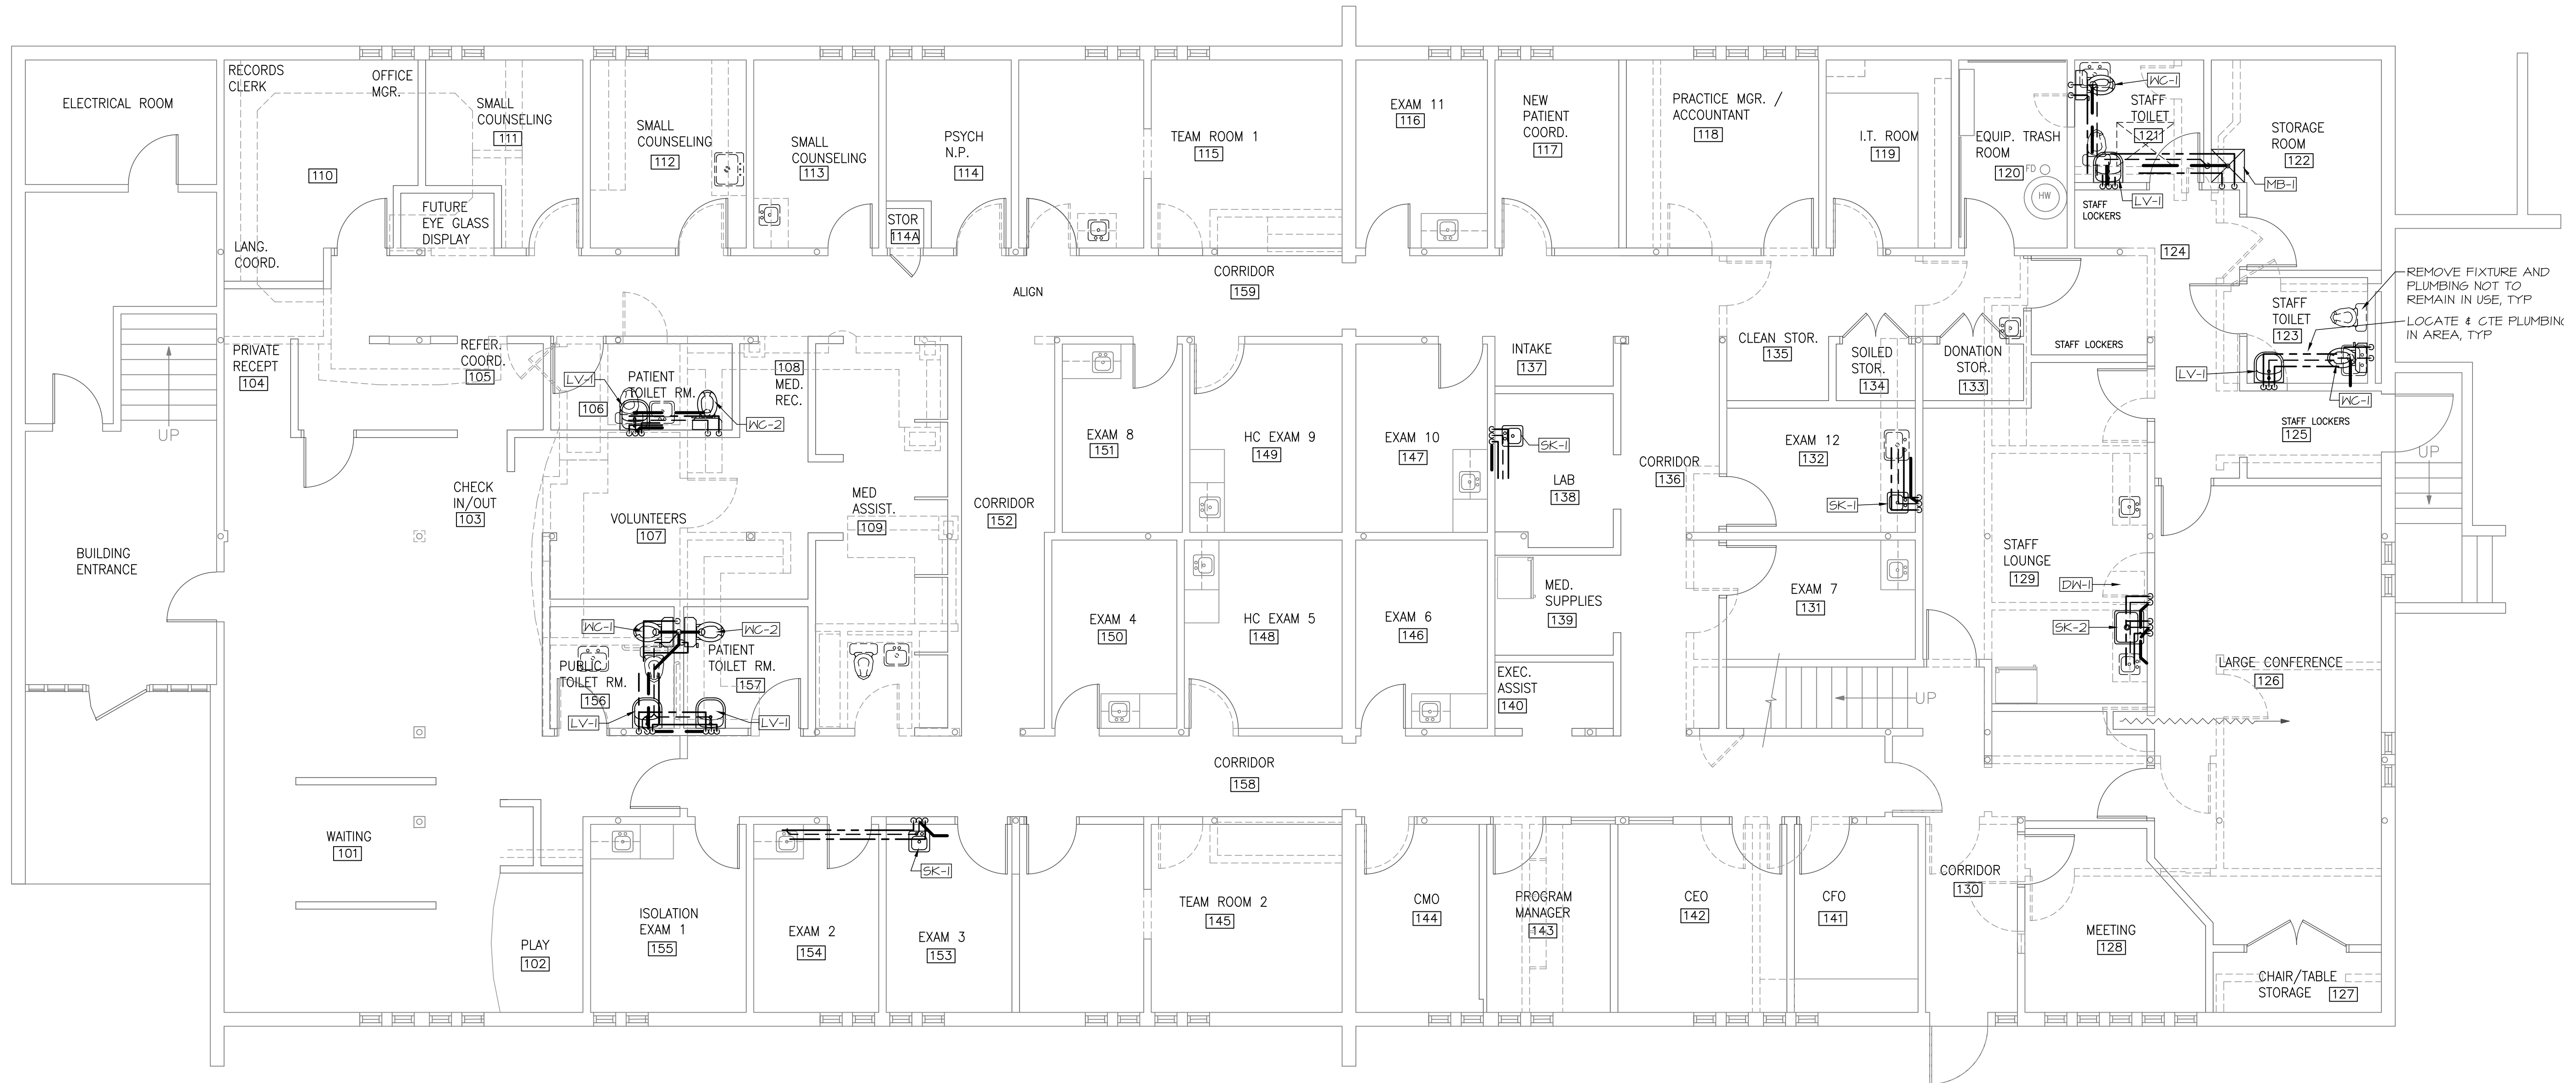 ELECTRICAL ROOM
UP
BUILDING
ENTRANCE
RECORDS
CLERK
OFFICE
MGR.
110
LANG.
COORD.
SMALL
COUNSELING
111
FUTURE
EYE GLASS
DISPLAY
SMALL
COUNSELING
112
SMALL
COUNSELING
113
PSYCH
N.P.
114
STOR
114A
TEAM ROOM 1
115
EXAM 11
116
NEW
PATIENT
COORD.
117
PRACTICE MGR. /
ACCOUNTANT
118
I.T. ROOM
119
EQUIP. TRASH
ROOM
120
FD
HW
WC-1
STAFF
TOILET
121
LV-1
STAFF
LOCKERS
MB-1
STORAGE
ROOM
122
124
CORRIDOR
159
ALIGN
REMOVE FIXTURE AND
PLUMBING NOT TO
REMAIN IN USE, TYP
LOCATE & CTE PLUMBING
IN AREA, TYP
STAFF
TOILET
123
LV-1
WC-1
STAFF LOCKERS
STAFF LOCKERS
125
UP
PRIVATE
RECEPT
104
REFER.
COORD.
105
LV-1
PATIENT
TOILET RM.
106
WC-2
108
MED.
REC.
CHECK
IN/OUT
103
VOLUNTEERS
107
MED
ASSIST.
109
CORRIDOR
152
EXAM 8
151
HC EXAM 9
149
EXAM 10
147
INTAKE
137
SK-1
LAB
138
CORRIDOR
136
CLEAN STOR.
135
SOILED
STOR.
134
DONATION
STOR.
133
EXAM 12
132
SK-1
STAFF
LOUNGE
129
DW-1
SK-2
EXAM 4
150
HC EXAM 5
148
EXAM 6
146
MED.
SUPPLIES
139
EXEC.
ASSIST
140
EXAM 7
131
UP
LARGE CONFERENCE
126
WC-1
WC-2
PUBLIC
TOILET RM.
156
PATIENT
TOILET RM.
157
LV-1
LV-1
CORRIDOR
158
WAITING
101
PLAY
102
ISOLATION
EXAM 1
155
EXAM 2
154
SK-1
EXAM 3
153
TEAM ROOM 2
145
CMO
144
PROGRAM
MANAGER
143
CEO
142
CFO
141
CORRIDOR
130
MEETING
128
CHAIR/TABLE
STORAGE 127